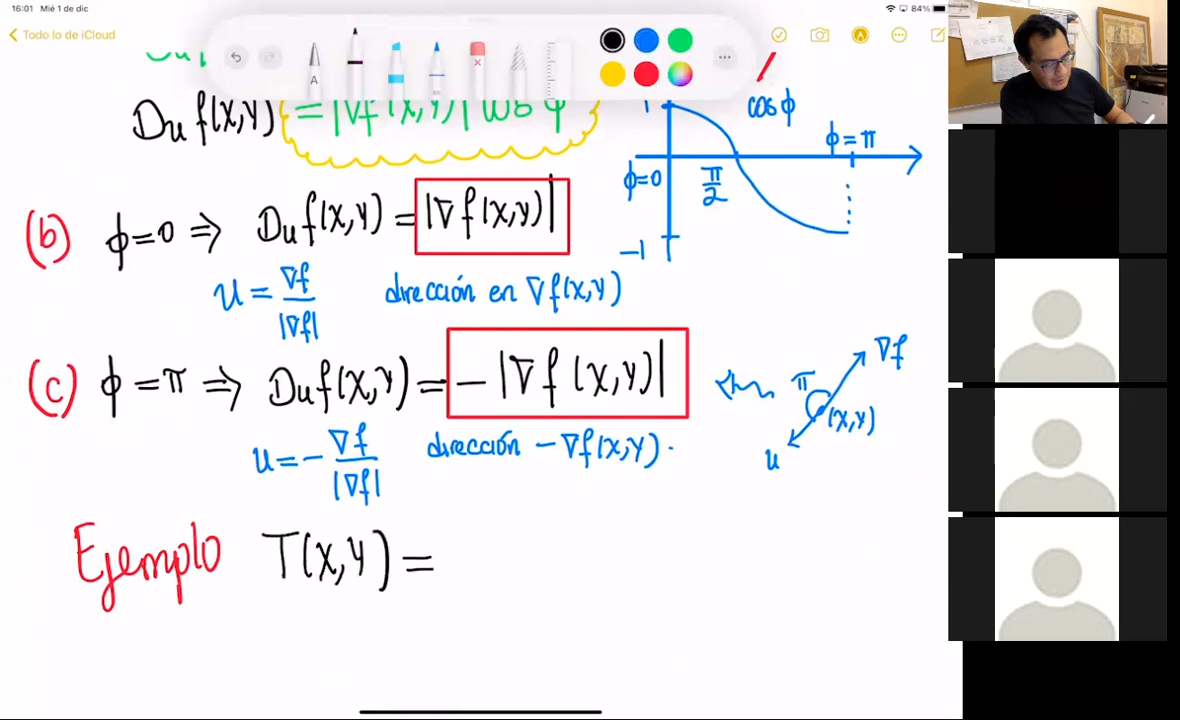 16:01 Mié 1 de dic 84%
Todo lo de iCloud
A
Du f(x,y) = |∇f(x,y)| cos φ
1 cos φ
φ=π
φ=0 π/2
-1
(b) φ=0 ⇒ Du f(x,y) = |∇f(x,y)|
u = ∇f/|∇f| dirección en ∇f(x,y)
(c) φ=π ⇒ Du f(x,y) = -|∇f(x,y)|
∇f
π
(x,y)
u
u = -∇f/|∇f| dirección -∇f(x,y).
Ejemplo T(x,y) =